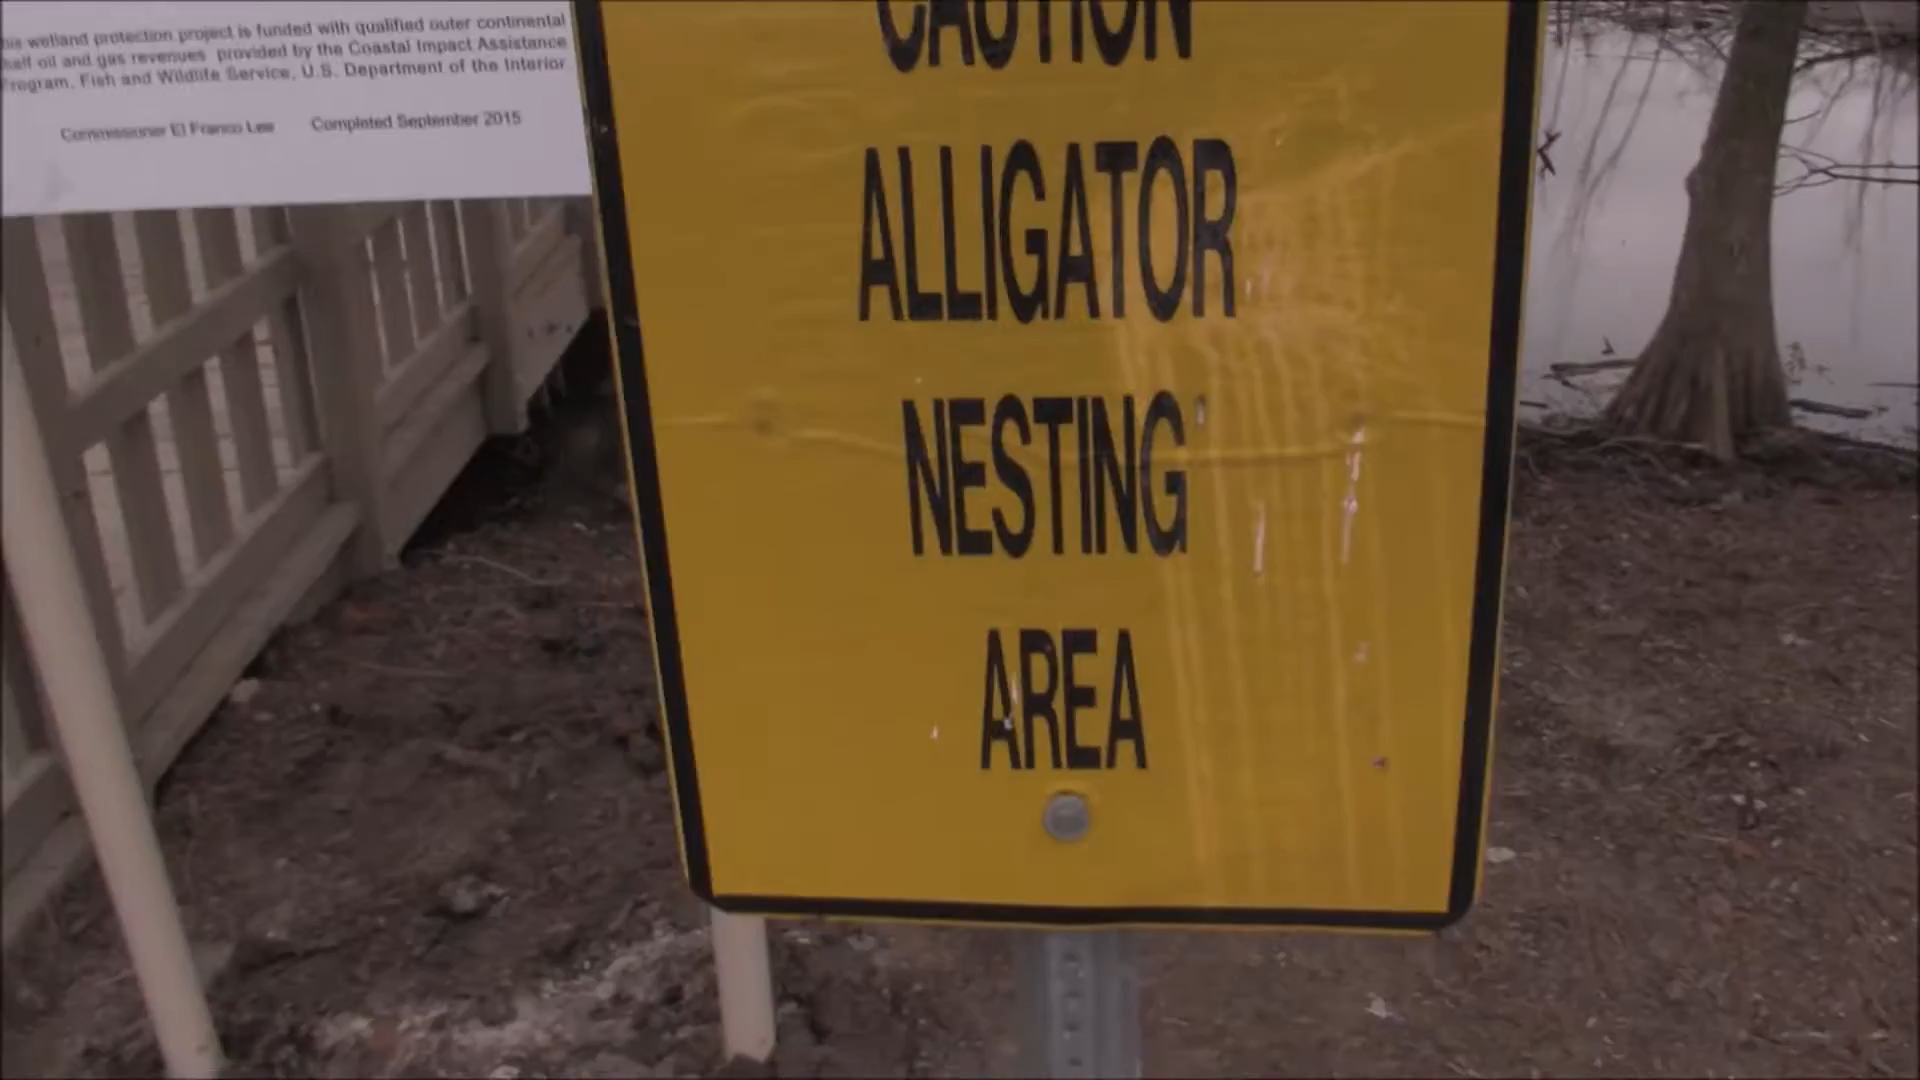 his wetland protection project is funded with qualified outer continental
helf oil and gas revenues provided by the Coastal Impact Assistance
rogram, Fish and Wildlife Service, U.S. Department of the Interior
Commissioner El Franco Lee Completed September 2015
CAUTION
ALLIGATOR
NESTING
AREA